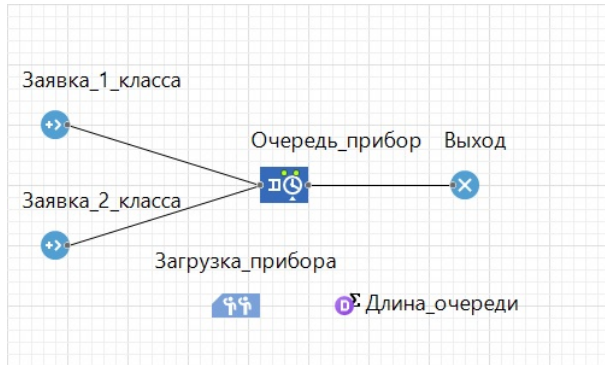 Заявка_1_класса
Очередь_прибор
Выход
Заявка_2_класса
Загрузка_прибора
D Σ Длина_очереди